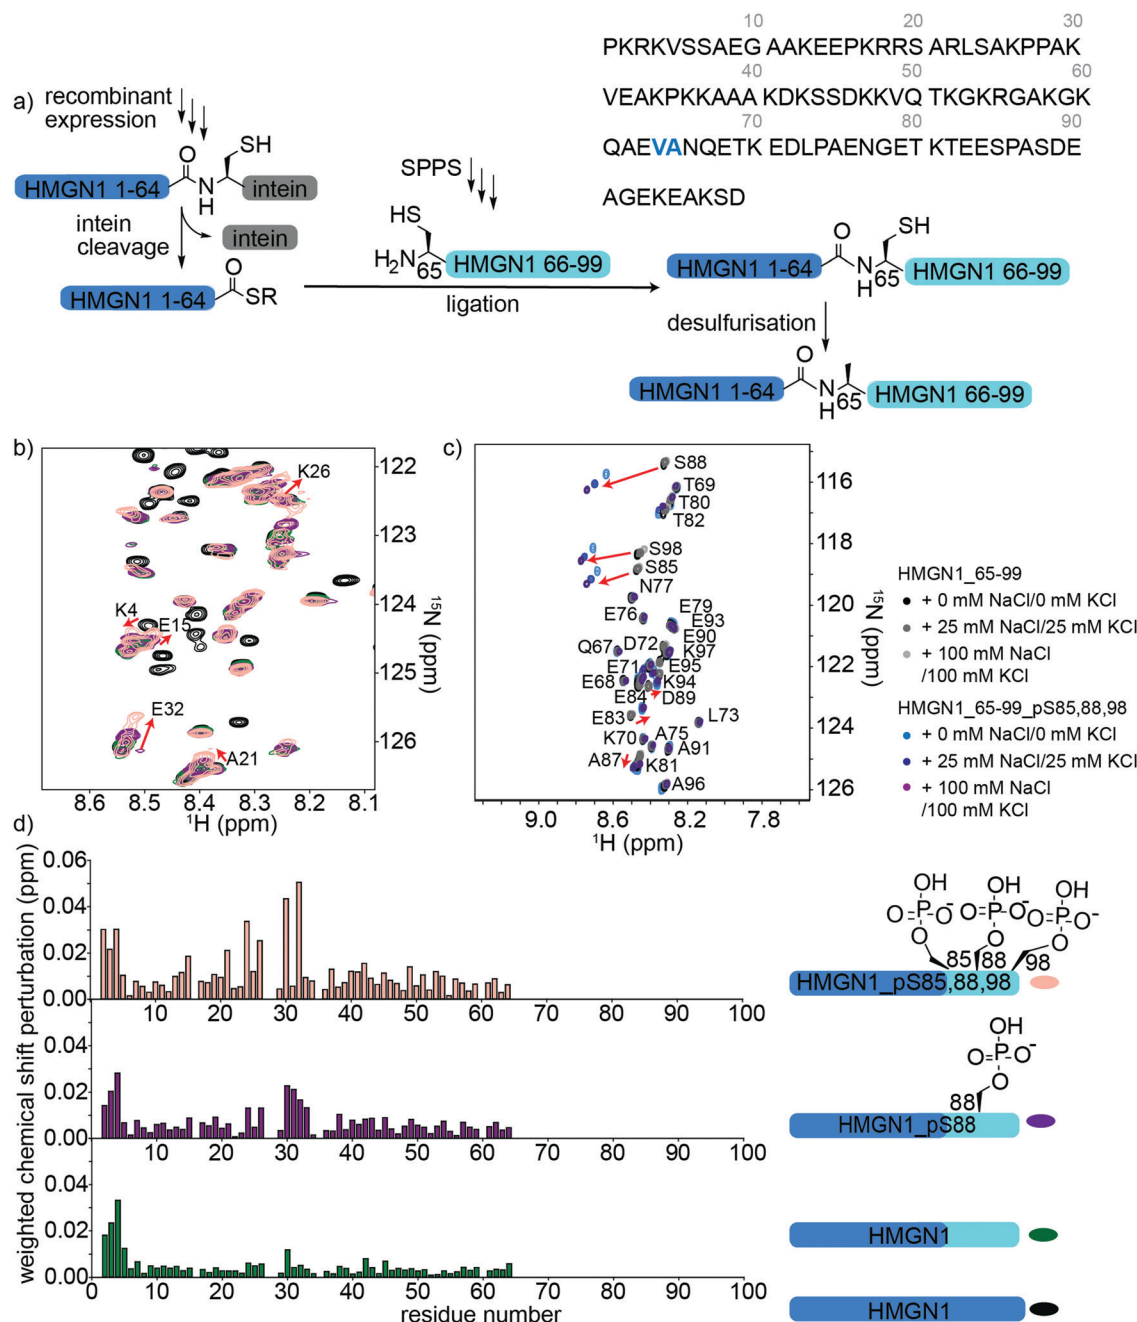 10 20 30
PKRKVSSAEG AAKEEPKRRS ARLSAKPPAK
40 50 60
VEAKPKKAAA KDKSSDKKVQ TKGKRGAKGK
70 80 90
QAEVANQETK EDLPAENGET KTEESPASDE
AGEKEAKSD
a) recombinant
expression
O SH
HMGN1 1-64 N H intein
intein
cleavage
intein
O
HMGN1 1-64 SR
SPPS
HS
H2N 65 HMGN1 66-99
ligation
O SH
HMGN1 1-64 N H 65 HMGN1 66-99
desulfurisation
O
HMGN1 1-64 N H 65 HMGN1 66-99
b)
K26
K4
E15
E32
A21
122
123
124
125
126
15N (ppm)
8.6 8.5 8.4 8.3 8.2 8.1
1H (ppm)
c)
S88
T69
T80
T82
S98
S85
N77
E76 E79
E93
E90
Q67 D72 K97
E71 E95
E68 K94
E84 D89
E83 L73
K70 A75
A91
A87 K81
A96
116
118
120
122
124
126
15N (ppm)
9.0 8.6 8.2 7.8
1H (ppm)
HMGN1_65-99
+ 0 mM NaCl/0 mM KCl
+ 25 mM NaCl/25 mM KCl
+ 100 mM NaCl
/100 mM KCl
HMGN1_65-99_pS85,88,98
+ 0 mM NaCl/0 mM KCl
+ 25 mM NaCl/25 mM KCl
+ 100 mM NaCl
/100 mM KCl
d)
weighted chemical shift perturbation (ppm)
0.06
0.04
0.02
0.00
10 20 30 40 50 60 70 80 90 100
OH OH OH
O=P-O- O=P-O- O=P-O-
O O O
85 88 98
HMGN1_pS85,88,98
0.04
0.02
0.00
10 20 30 40 50 60 70 80 90 100
OH
O=P-O-
O
88
HMGN1_pS88
0.04
0.02
0.00
0 10 20 30 40 50 60 70 80 90 100
residue number
HMGN1
HMGN1